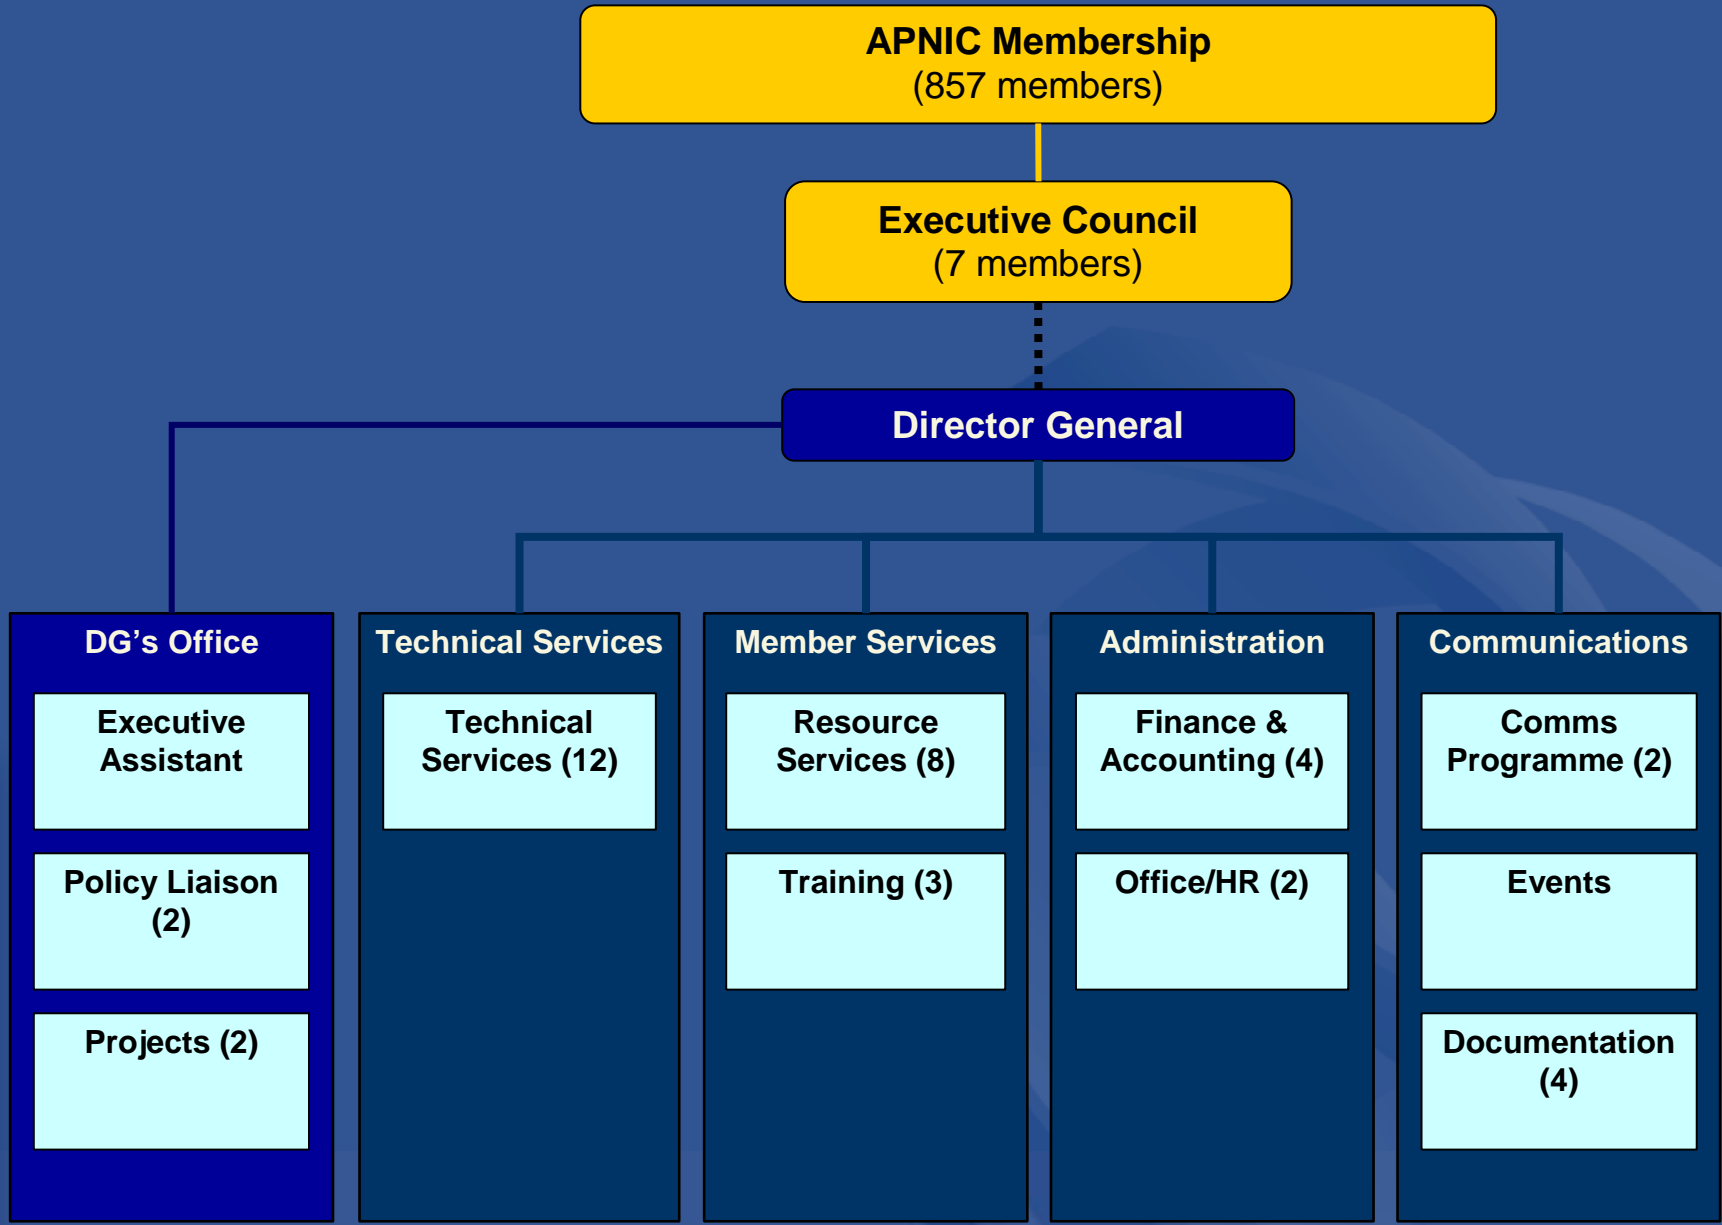 APNIC Membership
(857 members)
Executive Council
(7 members)
Director General
DG's Office
Executive
Assistant
Policy Liaison
(2)
Projects (2)
Technical Services
Technical
Services (12)
Member Services
Resource
Services (8)
Training (3)
Administration
Finance &
Accounting (4)
Office/HR (2)
Communications
Comms
Programme (2)
Events
Documentation
(4)